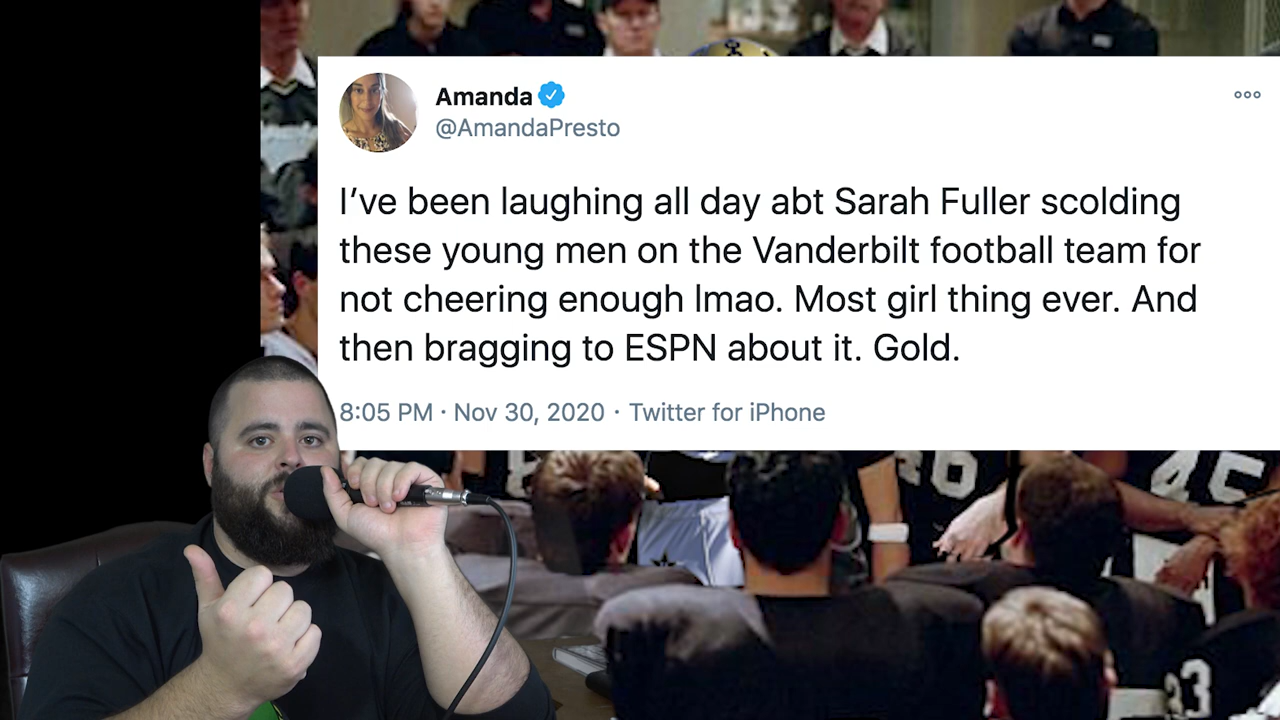 Amanda
@AmandaPresto
I’ve been laughing all day abt Sarah Fuller scolding
these young men on the Vanderbilt football team for
not cheering enough lmao. Most girl thing ever. And
then bragging to ESPN about it. Gold.
8:05 PM · Nov 30, 2020 · Twitter for iPhone
45